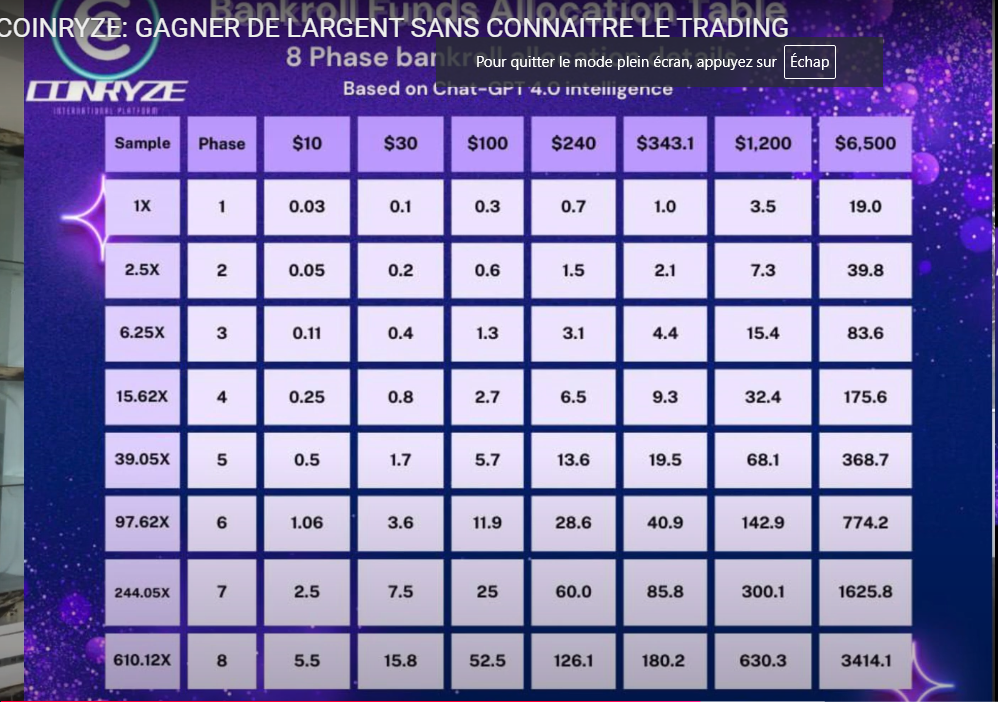 Bankroll Funds Allocation Table
COINRYZE: GAGNER DE LARGENT SANS CONNAITRE LE TRADING
8 Phase bankroll allocation details
Pour quitter le mode plein écran, appuyez sur Échap
Based on Chat-GPT 4.0 intelligence
COINRYZE
INTERNATIONAL PLATFORM
Sample Phase $10 $30 $100 $240 $343.1 $1,200 $6,500
1X 1 0.03 0.1 0.3 0.7 1.0 3.5 19.0
2.5X 2 0.05 0.2 0.6 1.5 2.1 7.3 39.8
6.25X 3 0.11 0.4 1.3 3.1 4.4 15.4 83.6
15.62X 4 0.25 0.8 2.7 6.5 9.3 32.4 175.6
39.05X 5 0.5 1.7 5.7 13.6 19.5 68.1 368.7
97.62X 6 1.06 3.6 11.9 28.6 40.9 142.9 774.2
244.05X 7 2.5 7.5 25 60.0 85.8 300.1 1625.8
610.12X 8 5.5 15.8 52.5 126.1 180.2 630.3 3414.1